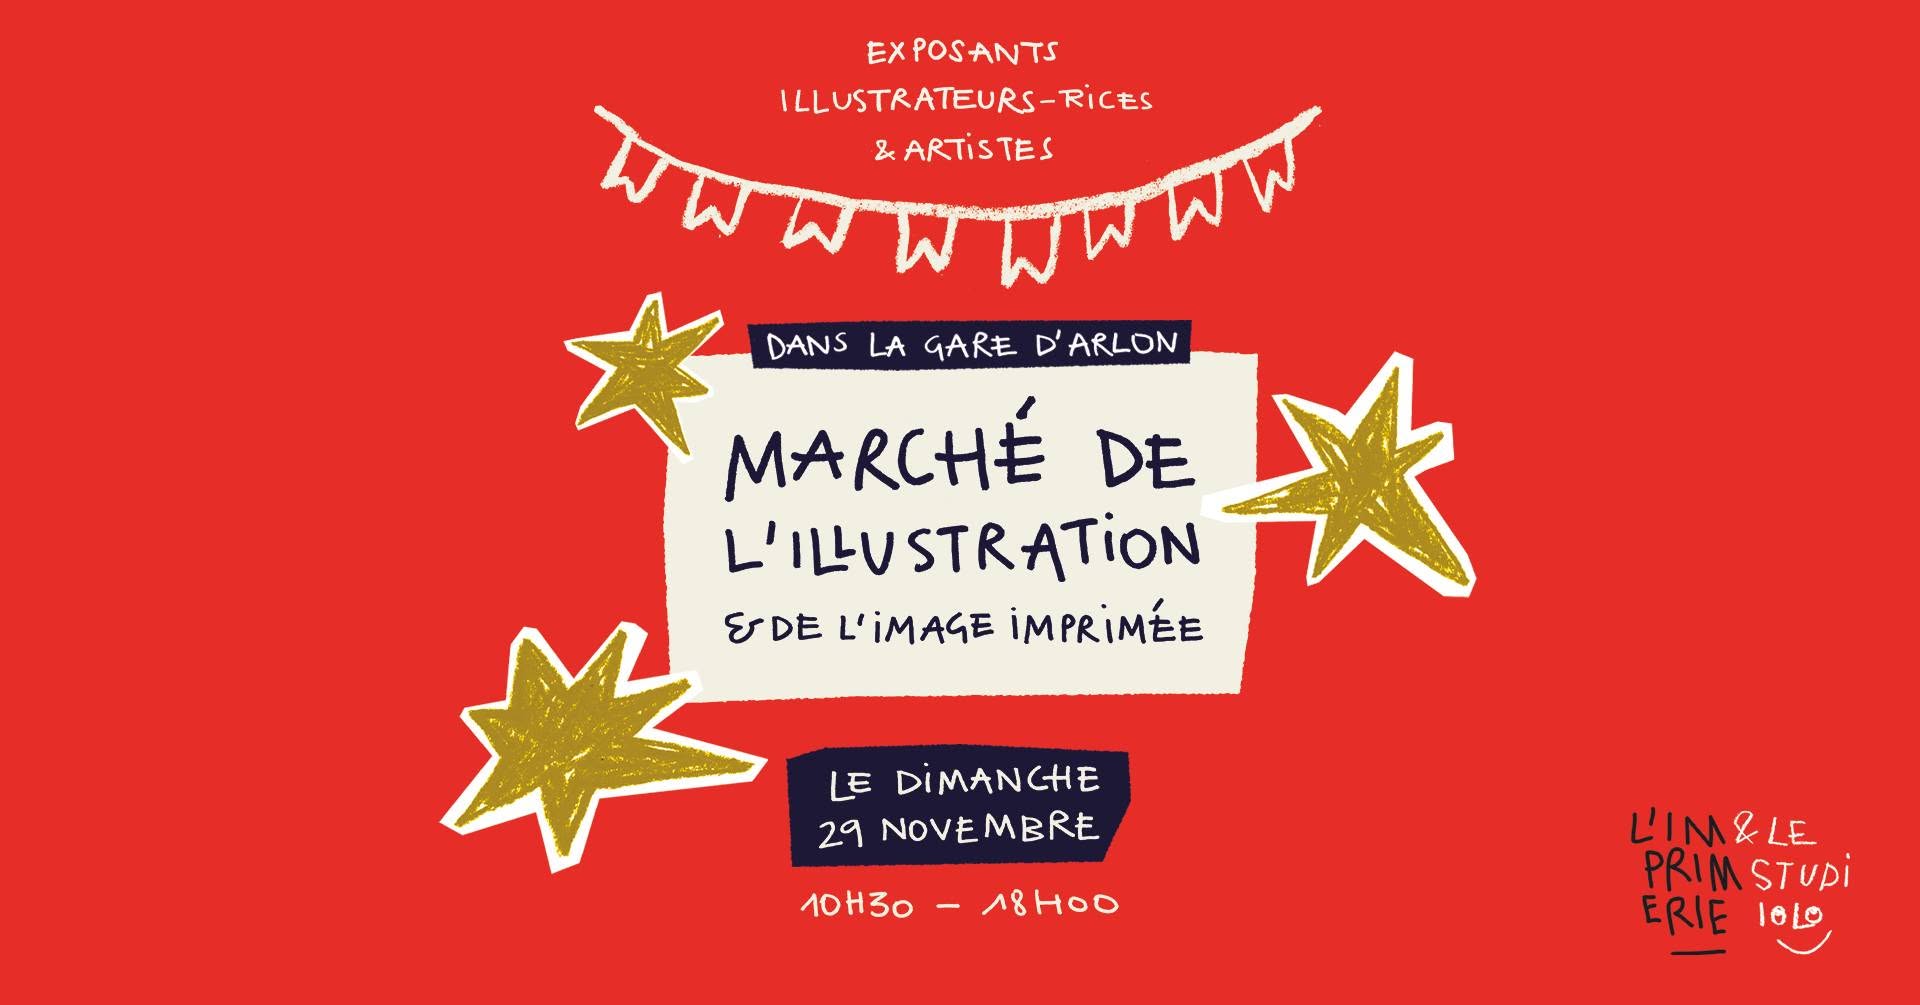 EXPOSANTS
ILLUSTRATEURS-RICES
& ARTISTES
DANS LA GARE D'ARLON
MARCHÉ DE
L'ILLUSTRATION
& DE L'IMAGE IMPRIMÉE
LE DIMANCHE
29 NOVEMBRE
10H30 – 18H00
L'IM & LE
PRIM STUDI
ERIE LOLO